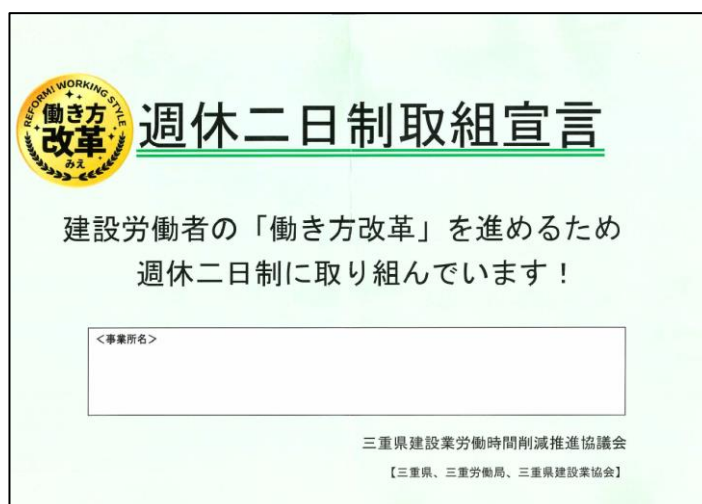 REFORM! WORKING STYLE
働き方
改革
みえ
週休二日制取組宣言
建設労働者の「働き方改革」を進めるため
週休二日制に取り組んでいます！
＜事業所名＞
三重県建設業労働時間削減推進協議会
【三重県、三重労働局、三重県建設業協会】